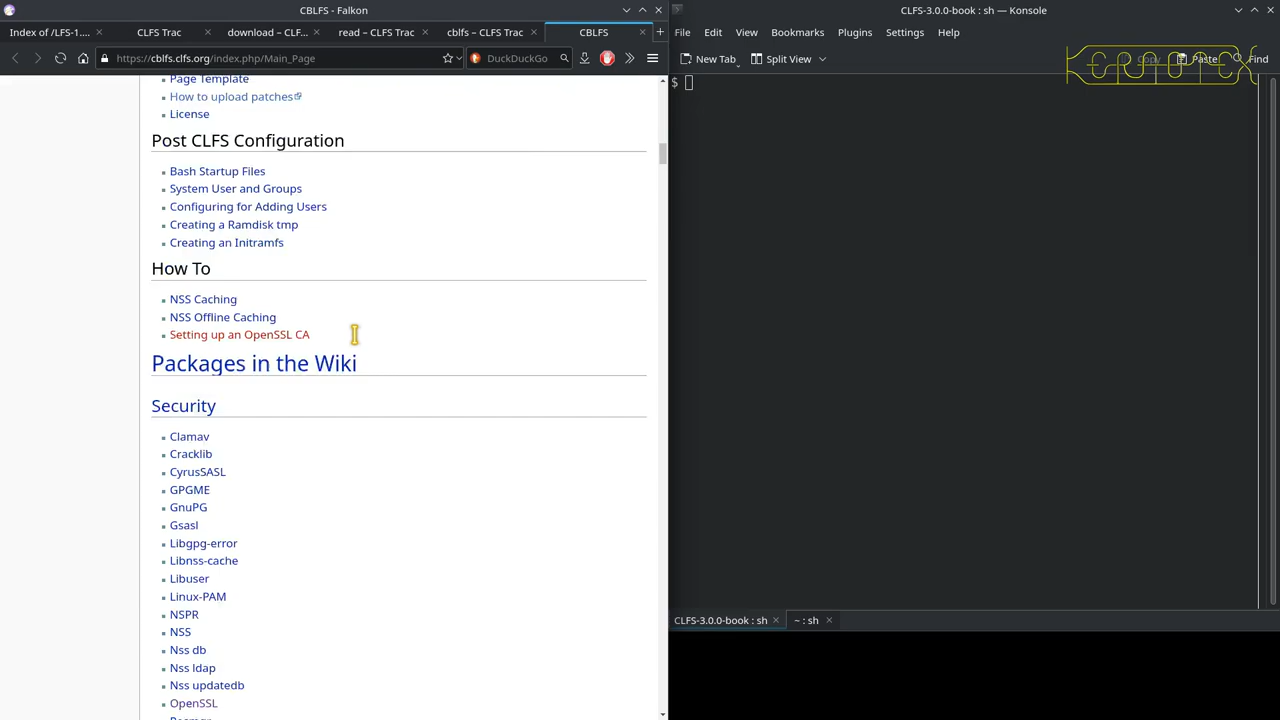 CBLFS - Falkon
Index of /LFS-1....
CLFS Trac
download – CLF...
read – CLFS Trac
cblfs – CLFS Trac
CBLFS
https://cblfs.clfs.org/index.php/Main_Page
DuckDuckGo
Page Template
How to upload patches
License
Post CLFS Configuration
Bash Startup Files
System User and Groups
Configuring for Adding Users
Creating a Ramdisk tmp
Creating an Initramfs
How To
NSS Caching
NSS Offline Caching
Setting up an OpenSSL CA
Packages in the Wiki
Security
Clamav
Cracklib
CyrusSASL
GPGME
GnuPG
Gsasl
Libgpg-error
Libnss-cache
Libuser
Linux-PAM
NSPR
NSS
Nss db
Nss ldap
Nss updatedb
OpenSSL
CLFS-3.0.0-book : sh — Konsole
File Edit View Bookmarks Plugins Settings Help
New Tab
Split View
Copy
Paste
Find
$
CLFS-3.0.0-book : sh
~ : sh